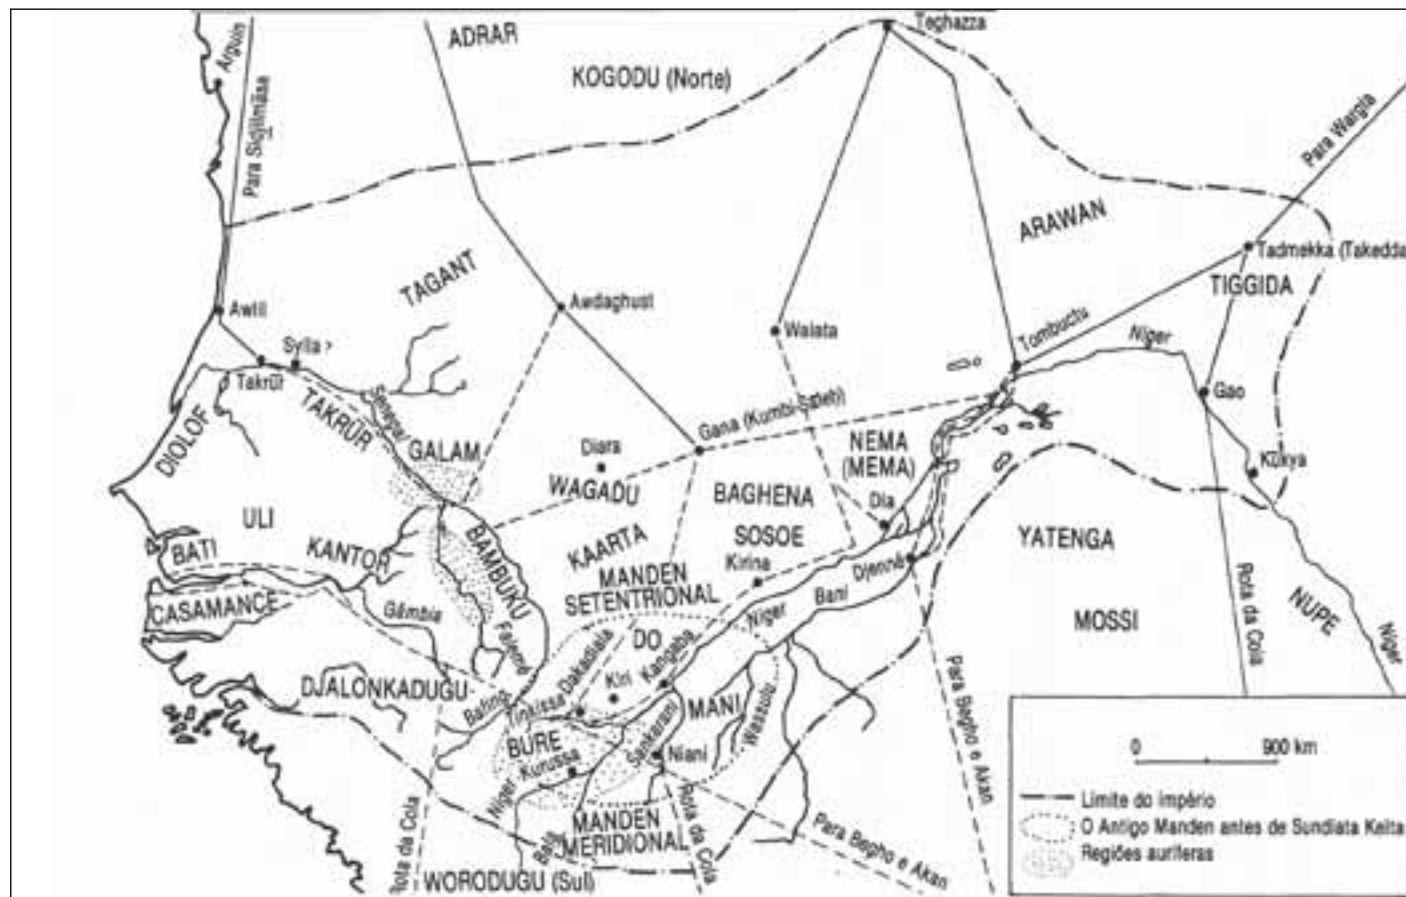 Teghazza
ADRAR
Arguin
KOGODU (Norte)
Para Sidjilmāsa
Para Wargla
ARAWAN
Tadmekka (Takedda
TAGANT
TIGGIDA
Awlil
Awdaghust
Walata
Tombuctu
Níger
Sylla ?
Takrūr
TAKRŪR
Senegal
Gao
DIOLOF
Gana (Kumbi-Saleh)
GALAM
Diara
NEMA
(MEMA)
Kūkya
WAGADU
BAGHENA
Dia
ULI
SOSOE
YATENGA
BATI
KANTOR
BAMBUKU
KAARTA
Kirina
Djenné
MANDEN
SETENTRIONAL
CASAMANCE
Gâmbia
Falemé
Níger
Bani
MOSSI
NUPE
Níger
Rota da Cola
DO
Dakadiala
Kangaba
DJALONKADUGU
Bafing
Tinkisso
Kiri
MANI
Wassulu
Para Begho e Akan
BURE
Sankarani
Niani
Kurussa
Níger
0 900 km
Rota da Cola
MANDEN
MERIDIONAL
Rota da Cola
Para Begho e Akan
WORODUGU (Sul)
Limite do império
O Antigo Manden antes de Sundiata Keita
Regiões auríferas